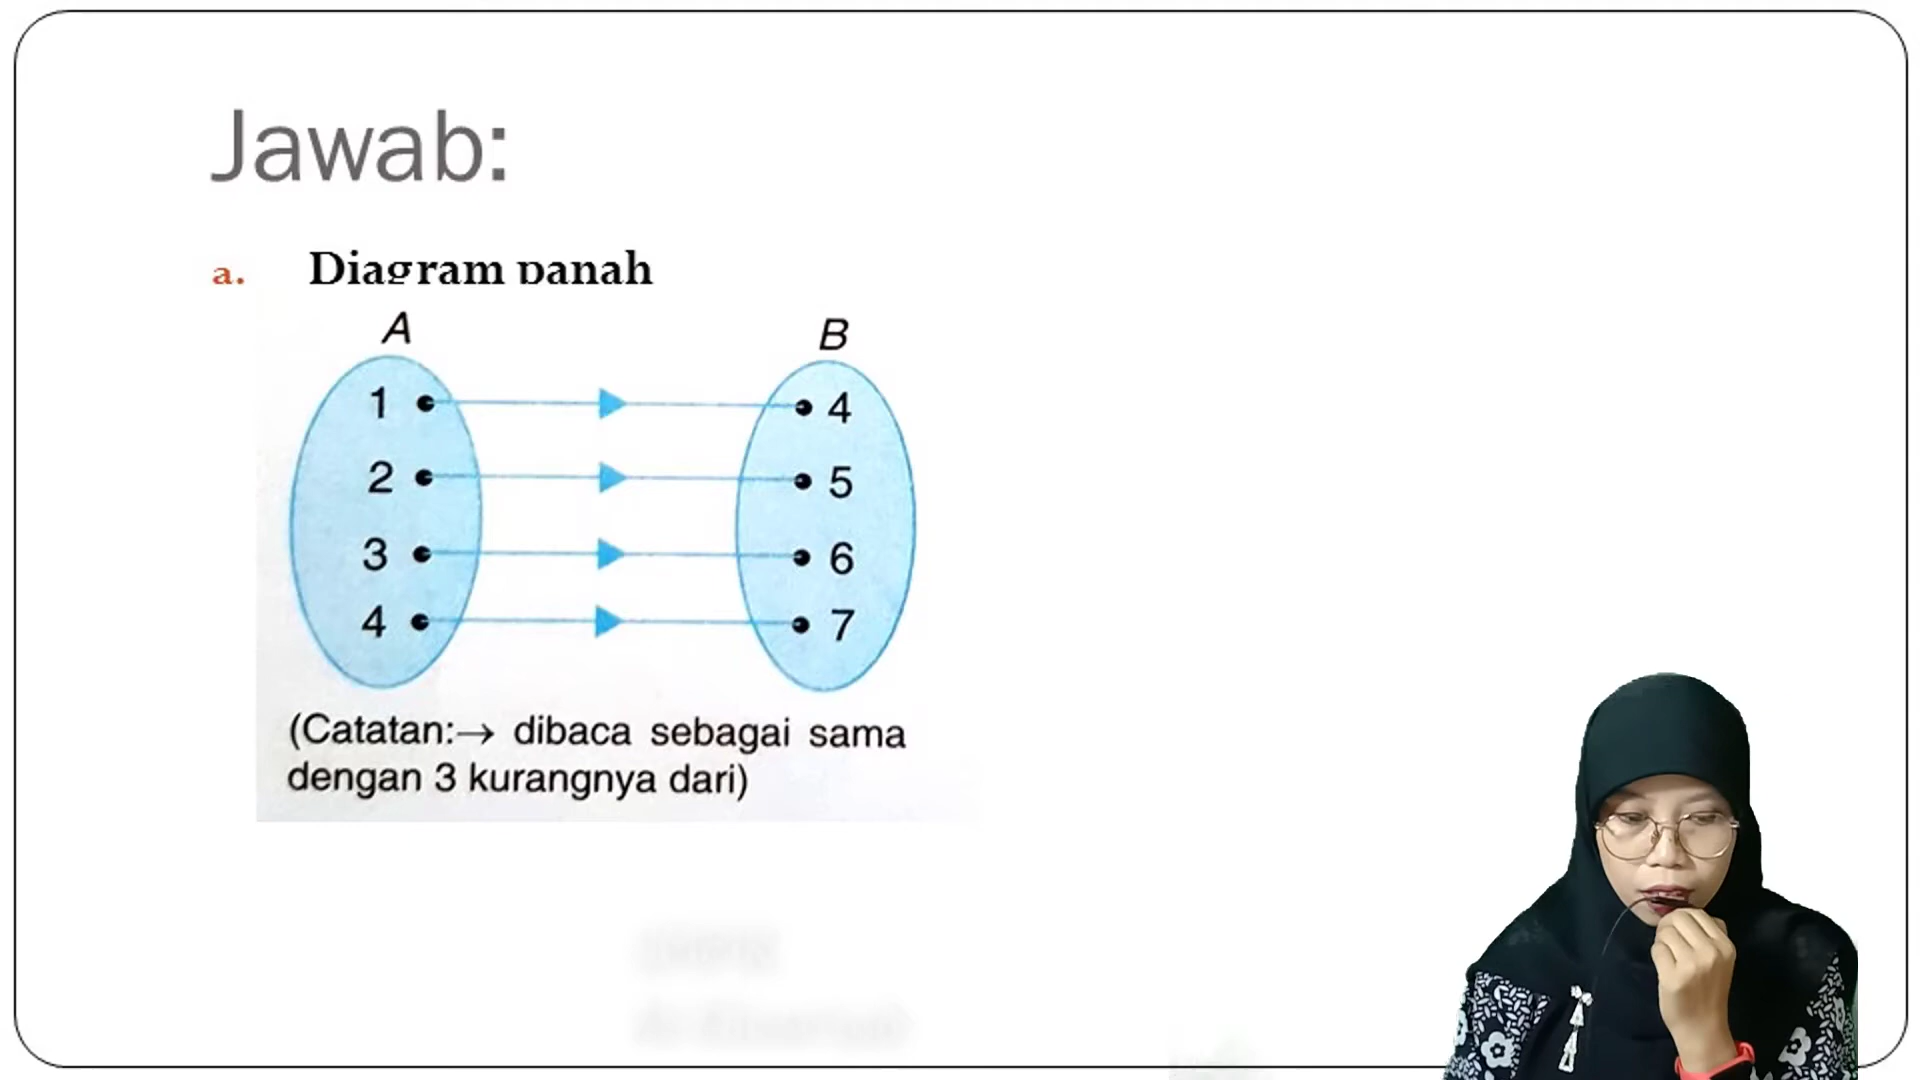 Jawab:
a. Diagram panah
A B
1 4
2 5
3 6
4 7
(Catatan:→ dibaca sebagai sama
dengan 3 kurangnya dari)